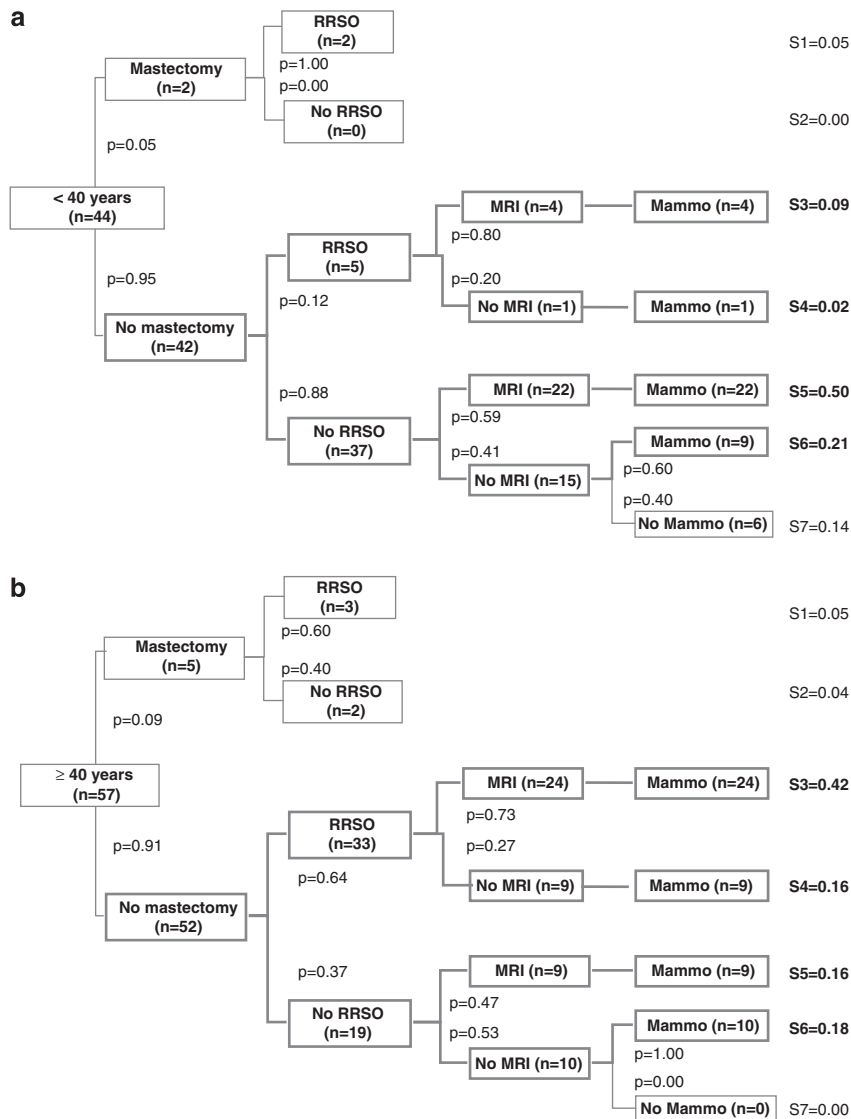 a
RRSO
(n=2)
S1=0.05
Mastectomy
(n=2)
p=1.00
p=0.00
No RRSO
(n=0)
S2=0.00
p=0.05
< 40 years
(n=44)
MRI (n=4)
Mammo (n=4)
S3=0.09
RRSO
(n=5)
p=0.80
p=0.95
p=0.12
p=0.20
No MRI (n=1)
Mammo (n=1)
S4=0.02
No mastectomy
(n=42)
p=0.88
MRI (n=22)
Mammo (n=22)
S5=0.50
p=0.59
No RRSO
(n=37)
p=0.41
Mammo (n=9)
S6=0.21
No MRI (n=15)
p=0.60
p=0.40
No Mammo (n=6)
S7=0.14
b
RRSO
(n=3)
S1=0.05
Mastectomy
(n=5)
p=0.60
p=0.40
No RRSO
(n=2)
S2=0.04
p=0.09
≥ 40 years
(n=57)
MRI (n=24)
Mammo (n=24)
S3=0.42
RRSO
(n=33)
p=0.73
p=0.27
p=0.91
p=0.64
No MRI (n=9)
Mammo (n=9)
S4=0.16
No mastectomy
(n=52)
p=0.37
MRI (n=9)
Mammo (n=9)
S5=0.16
p=0.47
No RRSO
(n=19)
p=0.53
Mammo (n=10)
S6=0.18
No MRI (n=10)
p=1.00
p=0.00
No Mammo (n=0)
S7=0.00